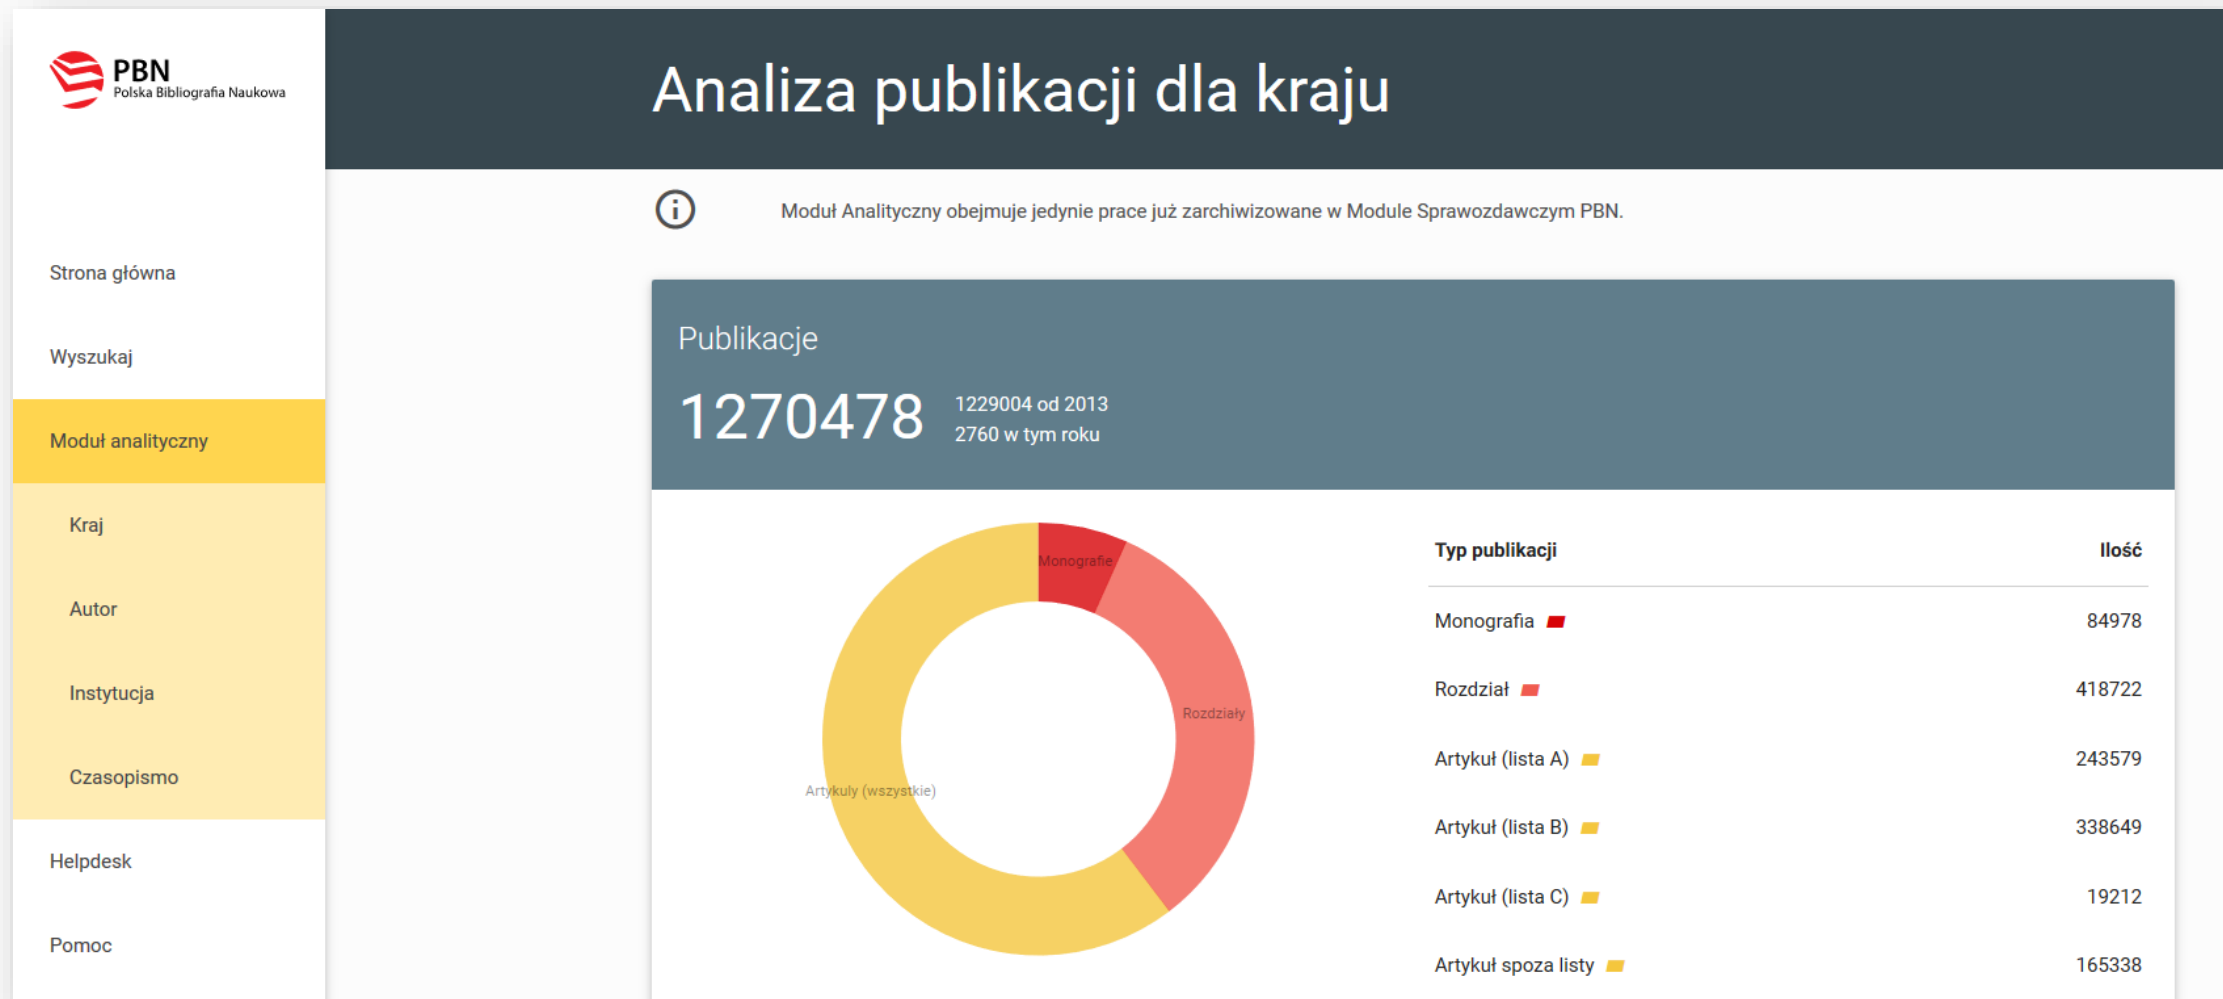 PBN
Polska Bibliografia Naukowa
Analiza publikacji dla kraju
Moduł Analityczny obejmuje jedynie prace już zarchiwizowane w Module Sprawozdawczym PBN.
Strona główna
Wyszukaj
Moduł analityczny
Kraj
Autor
Instytucja
Czasopismo
Helpdesk
Pomoc
Publikacje
1270478
1229004 od 2013
2760 w tym roku
Monografie
Rozdziały
Artykuly (wszystkie)
Typ publikacji Ilość
Monografia 84978
Rozdział 418722
Artykuł (lista A) 243579
Artykuł (lista B) 338649
Artykuł (lista C) 19212
Artykuł spoza listy 165338